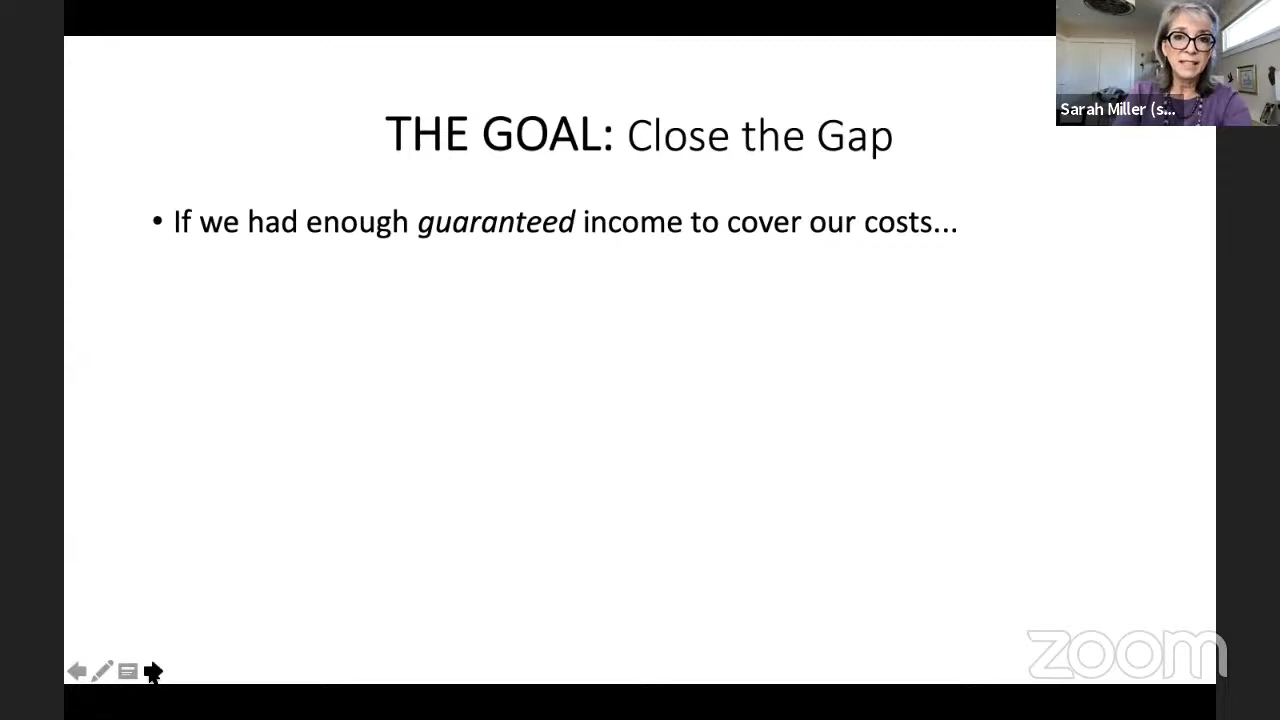 Sarah Miller (s...
THE GOAL: Close the Gap
• If we had enough guaranteed income to cover our costs...
zoom